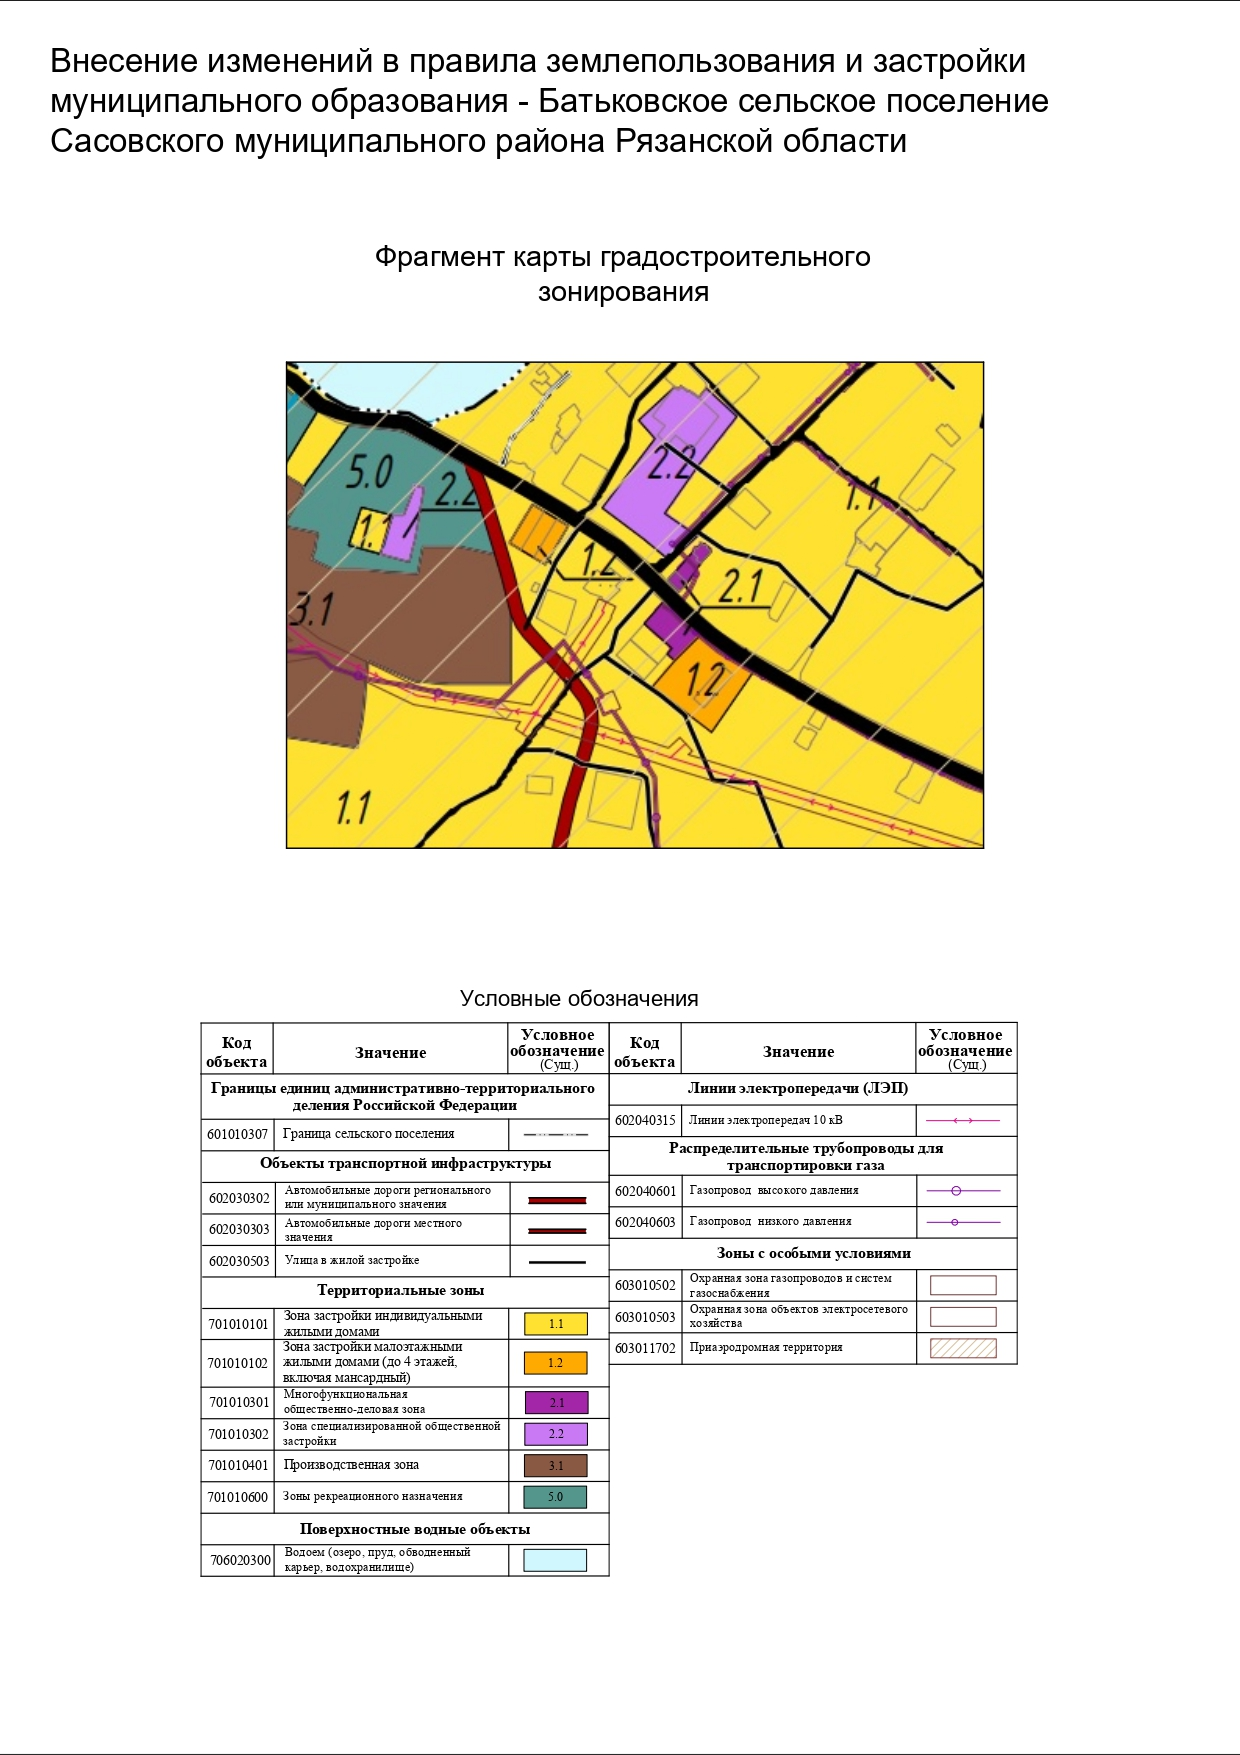 Внесение изменений в правила землепользования и застройки
муниципального образования - Батьковское сельское поселение
Сасовского муниципального района Рязанской области
Фрагмент карты градостроительного
зонирования
5.0
2.2
2.2
1.1
1.1
1.2
2.1
3.1
1.2
1.1
Условные обозначения
Код объекта
Значение
Условное обозначение (Сущ.)
Границы единиц административно-территориального
деления Российской Федерации
601010307 Граница сельского поселения
Объекты транспортной инфраструктуры
602030302 Автомобильные дороги регионального
или муниципального значения
602030303 Автомобильные дороги местного
значения
602030503 Улица в жилой застройке
Территориальные зоны
701010101 Зона застройки индивидуальными
жилыми домами 1.1
701010102 Зона застройки малоэтажными
жилыми домами (до 4 этажей,
включая мансардный) 1.2
701010301 Многофункциональная
общественно-деловая зона 2.1
701010302 Зона специализированной общественной
застройки 2.2
701010401 Производственная зона 3.1
701010600 Зоны рекреационного назначения 5.0
Поверхностные водные объекты
706020300 Водоем (озеро, пруд, обводненный
карьер, водохранилище)
Код объекта
Значение
Условное обозначение (Сущ.)
Линии электропередачи (ЛЭП)
602040315 Линии электропередач 10 кВ
Распределительные трубопроводы для
транспортировки газа
602040601 Газопровод высокого давления
602040603 Газопровод низкого давления
Зоны с особыми условиями
603010502 Охранная зона газопроводов и систем
газоснабжения
603010503 Охранная зона объектов электросетевого
хозяйства
603011702 Приаэродромная территория